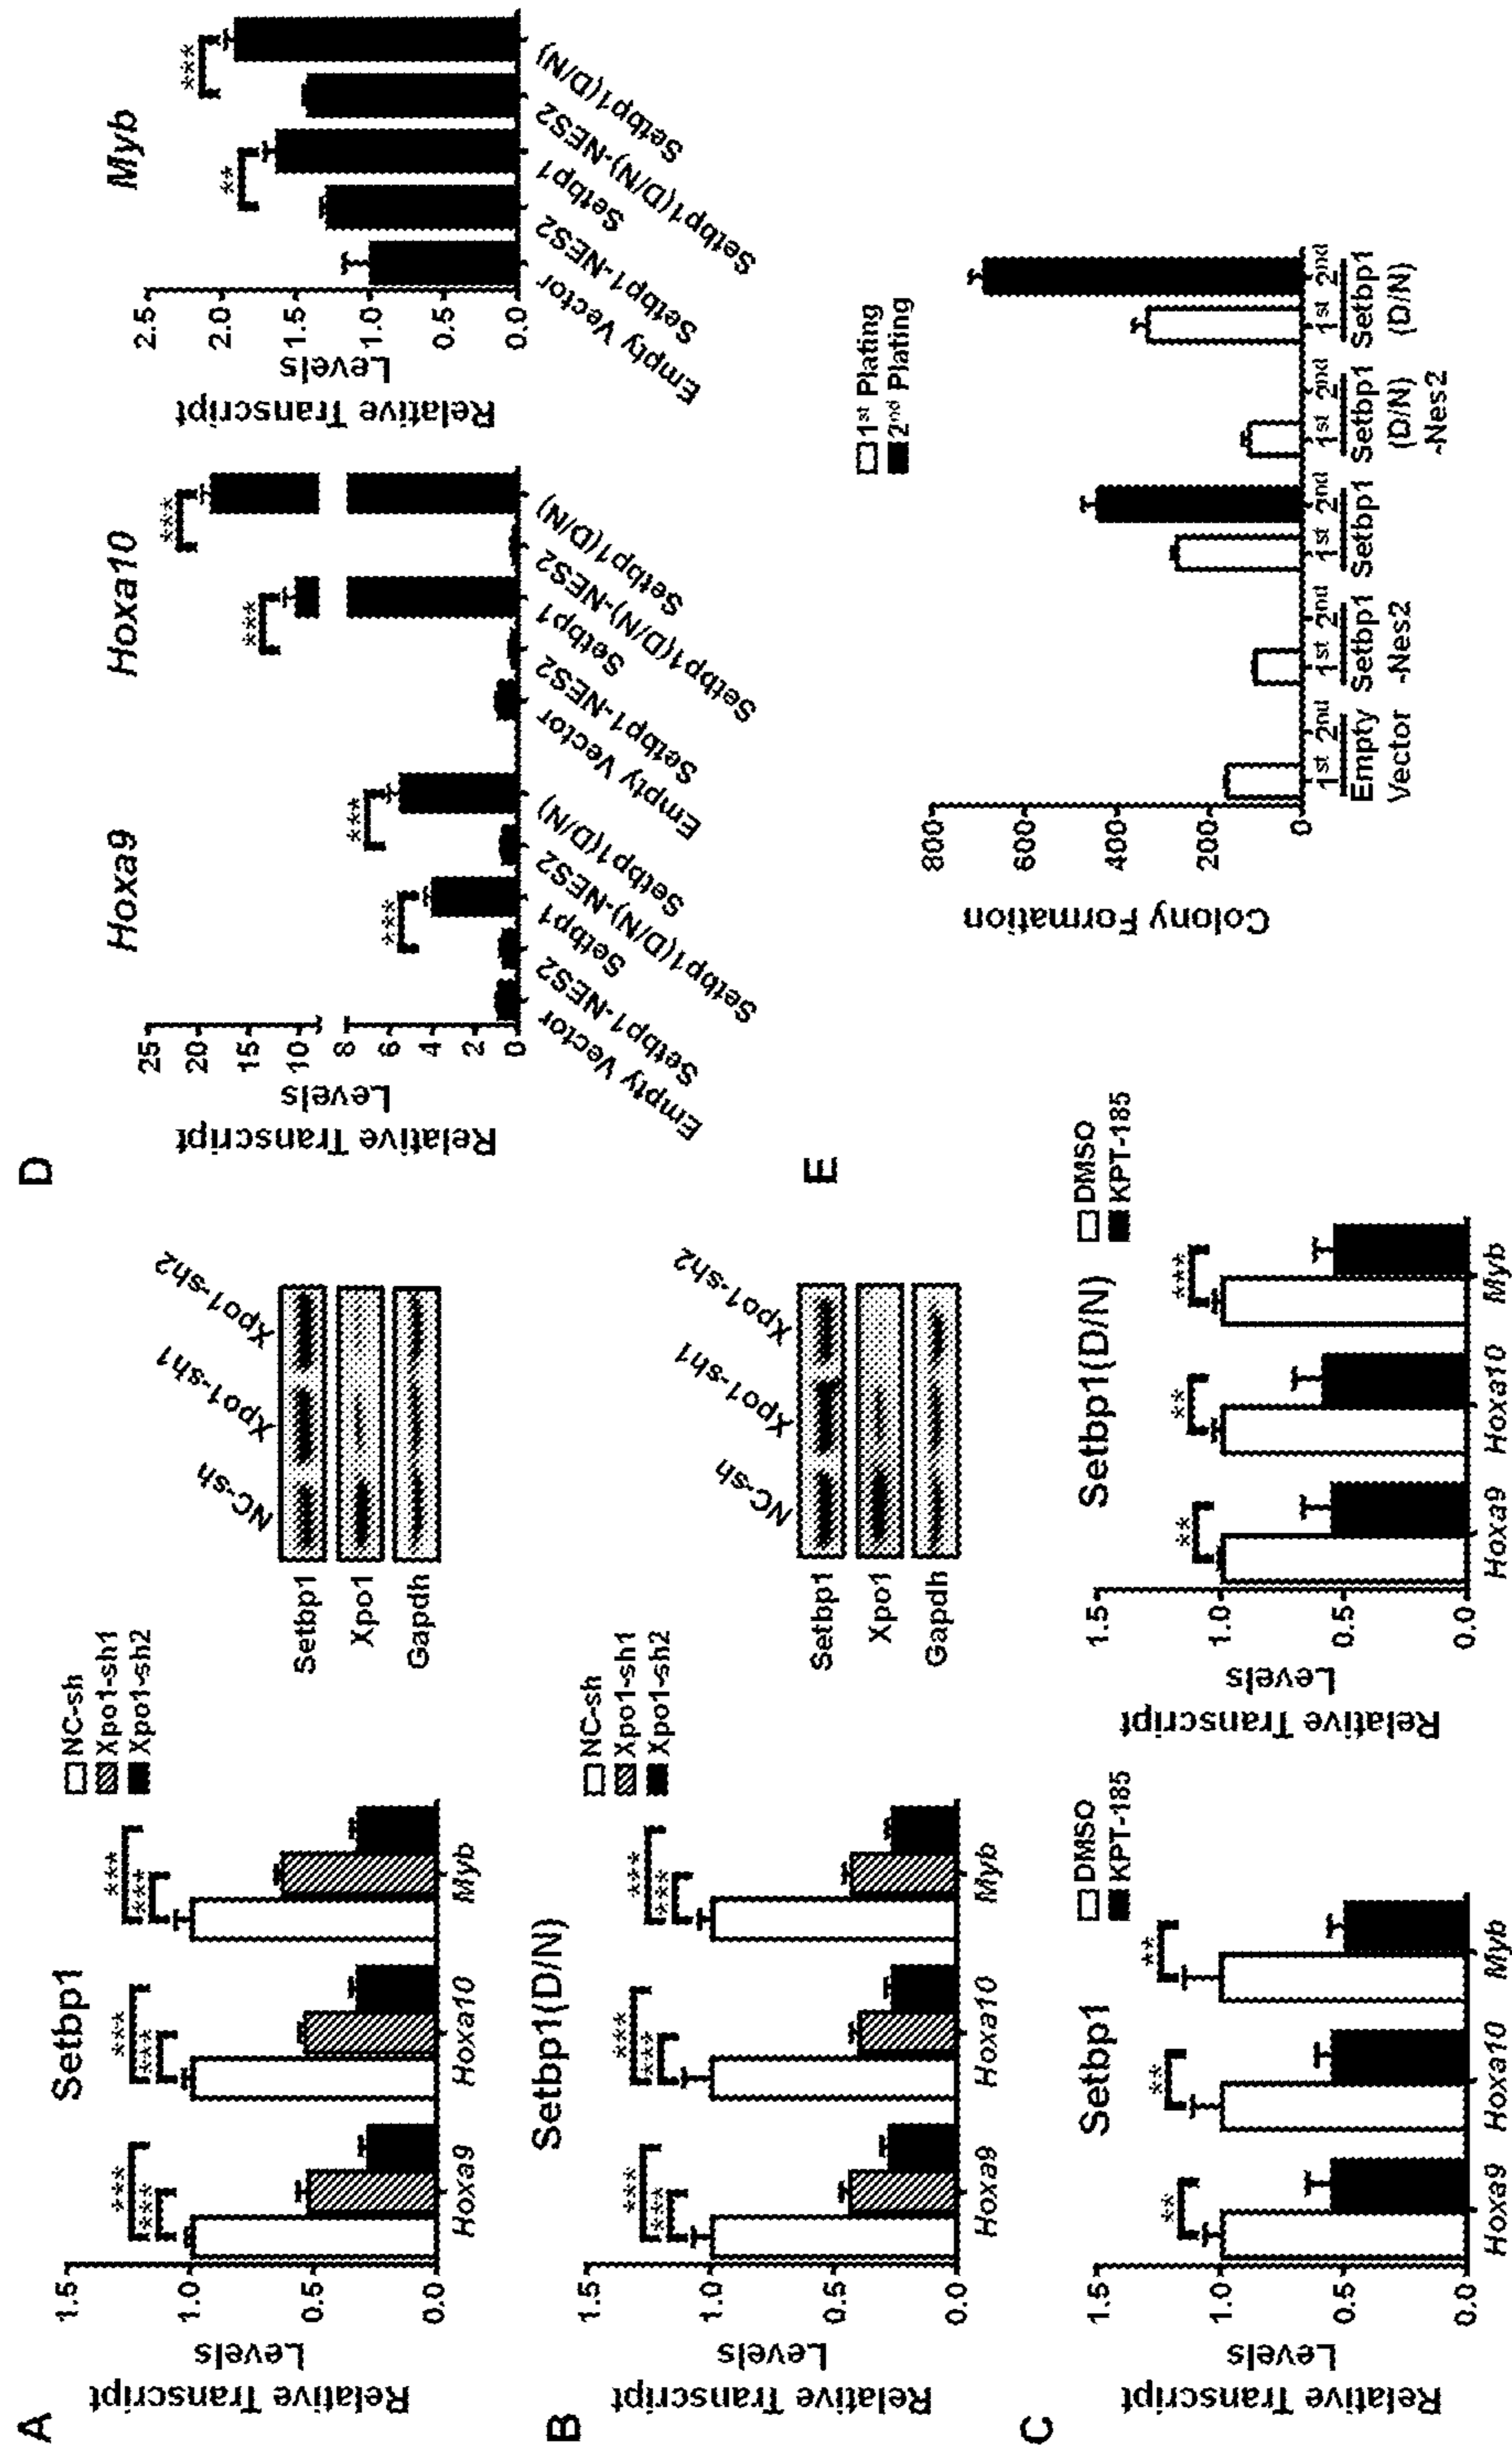 A
Setbp1
Relative Transcript
Levels
1.5
1.0
0.5
0.0
***
***
***
***
***
***
Hoxa9
Hoxa10
Myb
NC-sh
Xpo1-sh1
Xpo1-sh2
NC-sh
Xpo1-sh1
Xpo1-sh2
Setbp1
Xpo1
Gapdh
B
Setbp1(D/N)
Relative Transcript
Levels
1.5
1.0
0.5
0.0
***
***
***
***
***
***
Hoxa9
Hoxa10
Myb
NC-sh
Xpo1-sh1
Xpo1-sh2
NC-sh
Xpo1-sh1
Xpo1-sh2
Setbp1
Xpo1
Gapdh
C
Setbp1
Relative Transcript
Levels
1.5
1.0
0.5
0.0
**
**
**
Hoxa9
Hoxa10
Myb
DMSO
KPT-185
Setbp1(D/N)
Relative Transcript
Levels
1.5
1.0
0.5
0.0
**
**
***
Hoxa9
Hoxa10
Myb
DMSO
KPT-185
D
Hoxa9
Hoxa10
Relative Transcript
Levels
25
20
15
10
8
6
4
2
0
***
***
***
***
Empty Vector
Setbp1-NES2
Setbp1
Setbp1(D/N)-NES2
Setbp1(D/N)
Empty Vector
Setbp1-NES2
Setbp1
Setbp1(D/N)-NES2
Setbp1(D/N)
Myb
Relative Transcript
Levels
2.5
2.0
1.5
1.0
0.5
0.0
**
***
Empty Vector
Setbp1-NES2
Setbp1
Setbp1(D/N)-NES2
Setbp1(D/N)
E
1st Plating
2nd Plating
Colony Formation
800
600
400
200
0
1st 2nd 1st 2nd 1st 2nd 1st 2nd 1st 2nd
Empty Setbp1 Setbp1 Setbp1 Setbp1
Vector -Nes2 (D/N) (D/N)
-Nes2